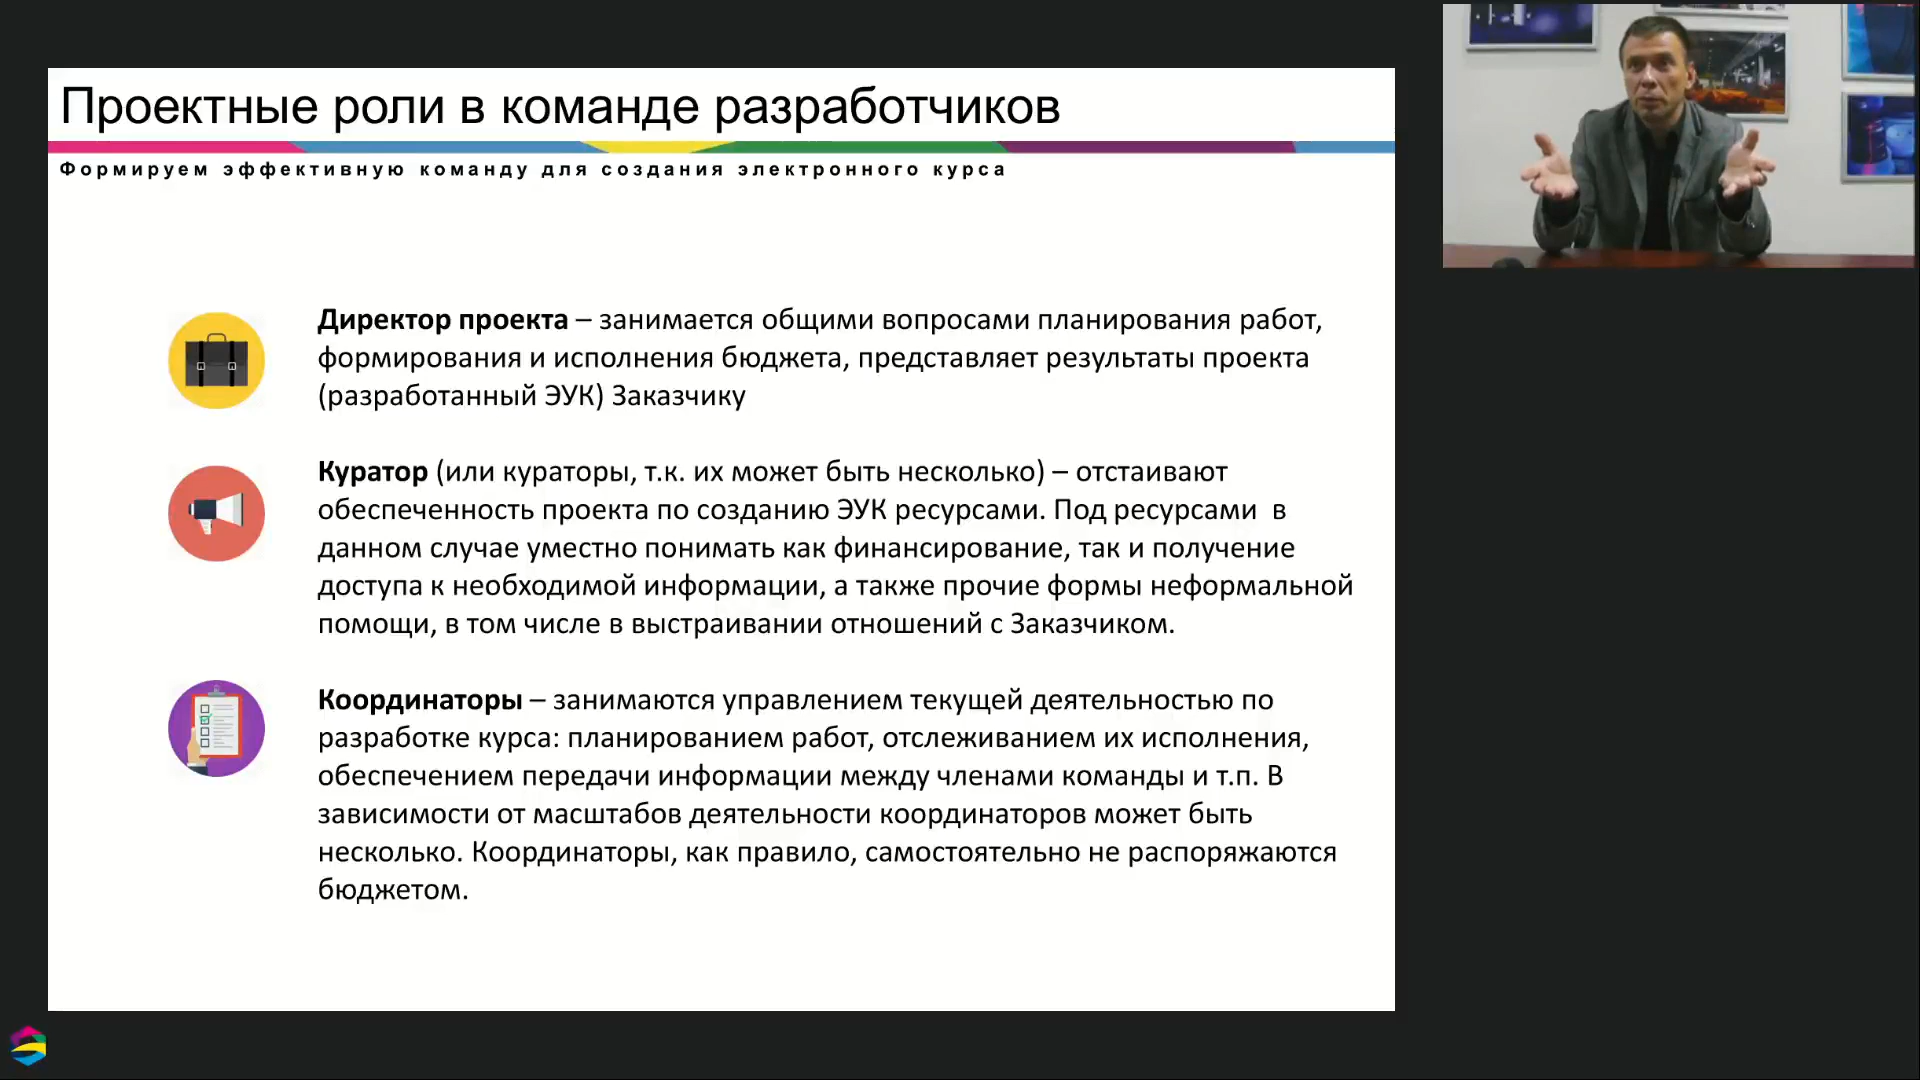 Проектные роли в команде разработчиков
Формируем эффективную команду для создания электронного курса
Директор проекта – занимается общими вопросами планирования работ,
формирования и исполнения бюджета, представляет результаты проекта
(разработанный ЭУК) Заказчику
Куратор (или кураторы, т.к. их может быть несколько) – отстаивают
обеспеченность проекта по созданию ЭУК ресурсами. Под ресурсами  в
данном случае уместно понимать как финансирование, так и получение
доступа к необходимой информации, а также прочие формы неформальной
помощи, в том числе в выстраивании отношений с Заказчиком.
Координаторы – занимаются управлением текущей деятельностью по
разработке курса: планированием работ, отслеживанием их исполнения,
обеспечением передачи информации между членами команды и т.п. В
зависимости от масштабов деятельности координаторов может быть
несколько. Координаторы, как правило, самостоятельно не распоряжаются
бюджетом.